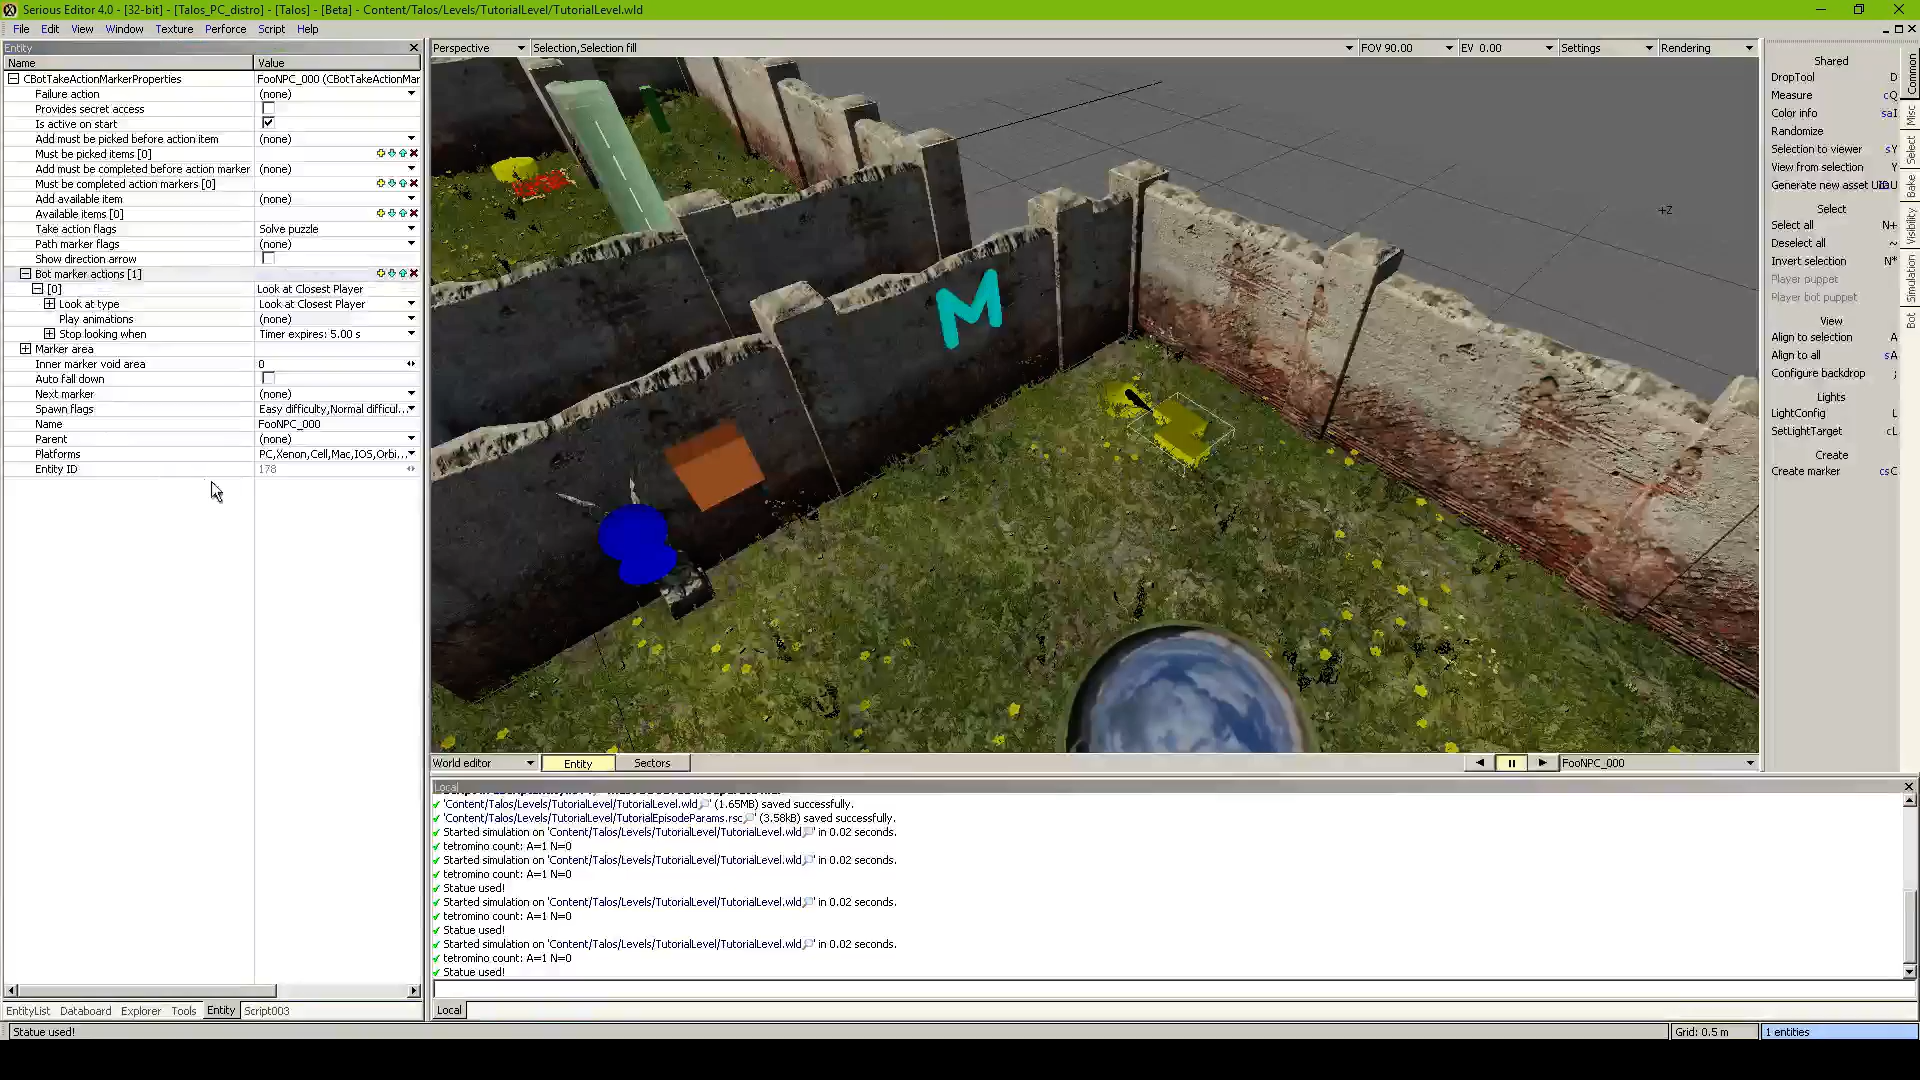 Serious Editor 4.0 - [32-bit] - [Talos_PC_distro] - [Talos] - [Beta] - Content/Talos/Levels/TutorialLevel/TutorialLevel.wld
File Edit View Window Texture Perforce Script Help
Entity
Name Value
CBotTakeActionMarkerProperties FooNPC_000 (CBotTakeActionMar
Failure action (none)
Provides secret access
Is active on start
Add must be picked before action item (none)
Must be picked items [0]
Add must be completed before action marker (none)
Must be completed action markers [0]
Add available item (none)
Available items [0]
Take action flags Solve puzzle
Path marker flags (none)
Show direction arrow
Bot marker actions [1]
[0] Look at Closest Player
Look at type Look at Closest Player
Play animations (none)
Stop looking when Timer expires: 5.00 s
Marker area
Inner marker void area 0
Auto fall down
Next marker (none)
Spawn flags Easy difficulty,Normal difficul...
Name FooNPC_000
Parent (none)
Platforms PC,Xenon,Cell,Mac,IOS,Orbi...
Entity ID 178
EntityList Databoard Explorer Tools Entity Script003
Perspective Selection,Selection fill FOV 90.00 EV 0.00 Settings Rendering
+Z
M
World editor Entity Sectors FooNPC_000
Local
'Content/Talos/Levels/TutorialLevel/TutorialLevel.wld' (1.65MB) saved successfully.
'Content/Talos/Levels/TutorialLevel/TutorialEpisodeParams.rsc' (3.58kB) saved successfully.
Started simulation on 'Content/Talos/Levels/TutorialLevel/TutorialLevel.wld' in 0.02 seconds.
tetromino count: A=1 N=0
Started simulation on 'Content/Talos/Levels/TutorialLevel/TutorialLevel.wld' in 0.02 seconds.
tetromino count: A=1 N=0
Statue used!
Started simulation on 'Content/Talos/Levels/TutorialLevel/TutorialLevel.wld' in 0.02 seconds.
tetromino count: A=1 N=0
Statue used!
Started simulation on 'Content/Talos/Levels/TutorialLevel/TutorialLevel.wld' in 0.02 seconds.
tetromino count: A=1 N=0
Statue used!
Local
Shared
DropTool D
Measure cQ
Color info saI
Randomize
Selection to viewer sY
View from selection Y
Generate new asset
Select
Select all N+
Deselect all ~
Invert selection N*
Player puppet
Player bot puppet
View
Align to selection A
Align to all sA
Configure backdrop ;
Lights
LightConfig L
SetLightTarget cL
Create
Create marker csC
Common
Misc
Select
Bake
Visibility
Simulation
Bot
Statue used! Grid: 0.5 m 1 entities